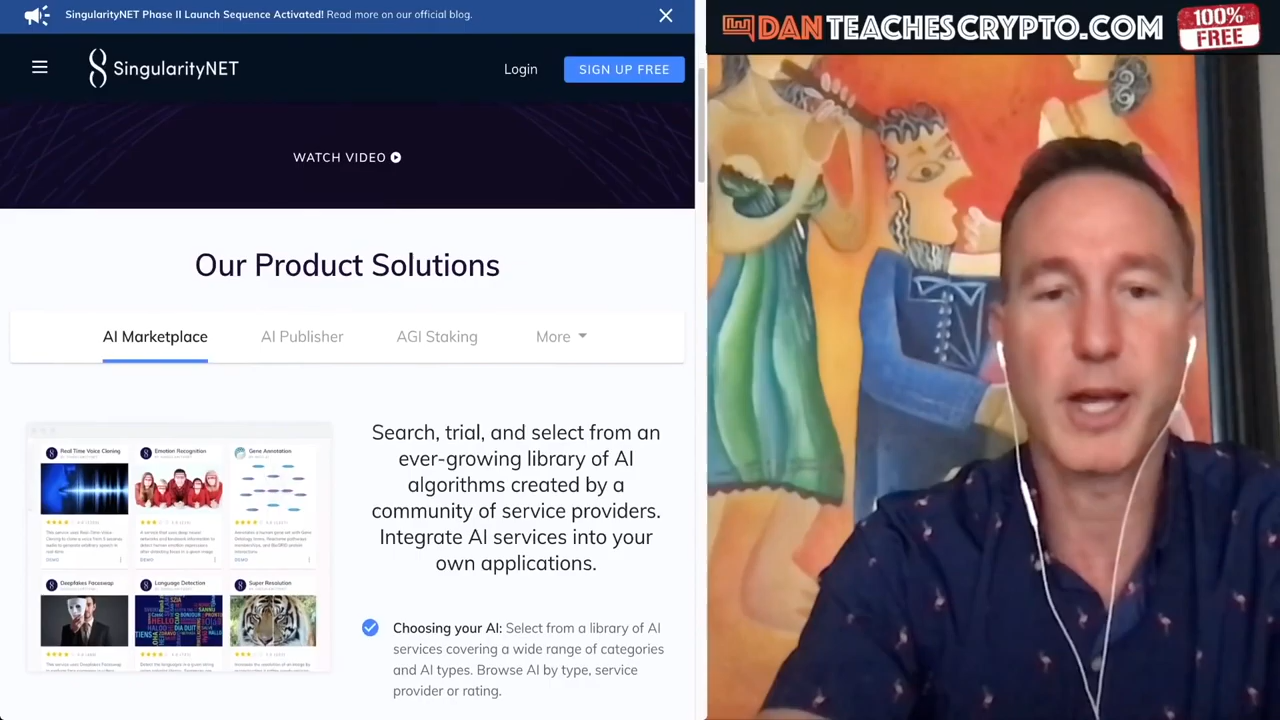 SingularityNET Phase II Launch Sequence Activated! Read more on our official blog.
SingularityNET
Login
SIGN UP FREE
WATCH VIDEO
Our Product Solutions
AI Marketplace
AI Publisher
AGI Staking
More
Real Time Voice Cloning
Emotion Recognition
Gene Annotation
DEMO
DEMO
DEMO
Deepfakes Faceswap
Language Detection
Super Resolution
Search, trial, and select from an
ever-growing library of AI
algorithms created by a
community of service providers.
Integrate AI services into your
own applications.
Choosing your AI: Select from a library of AI
services covering a wide range of categories
and AI types. Browse AI by type, service
provider or rating.
DANTEACHESCRYPTO.COM
100%
FREE